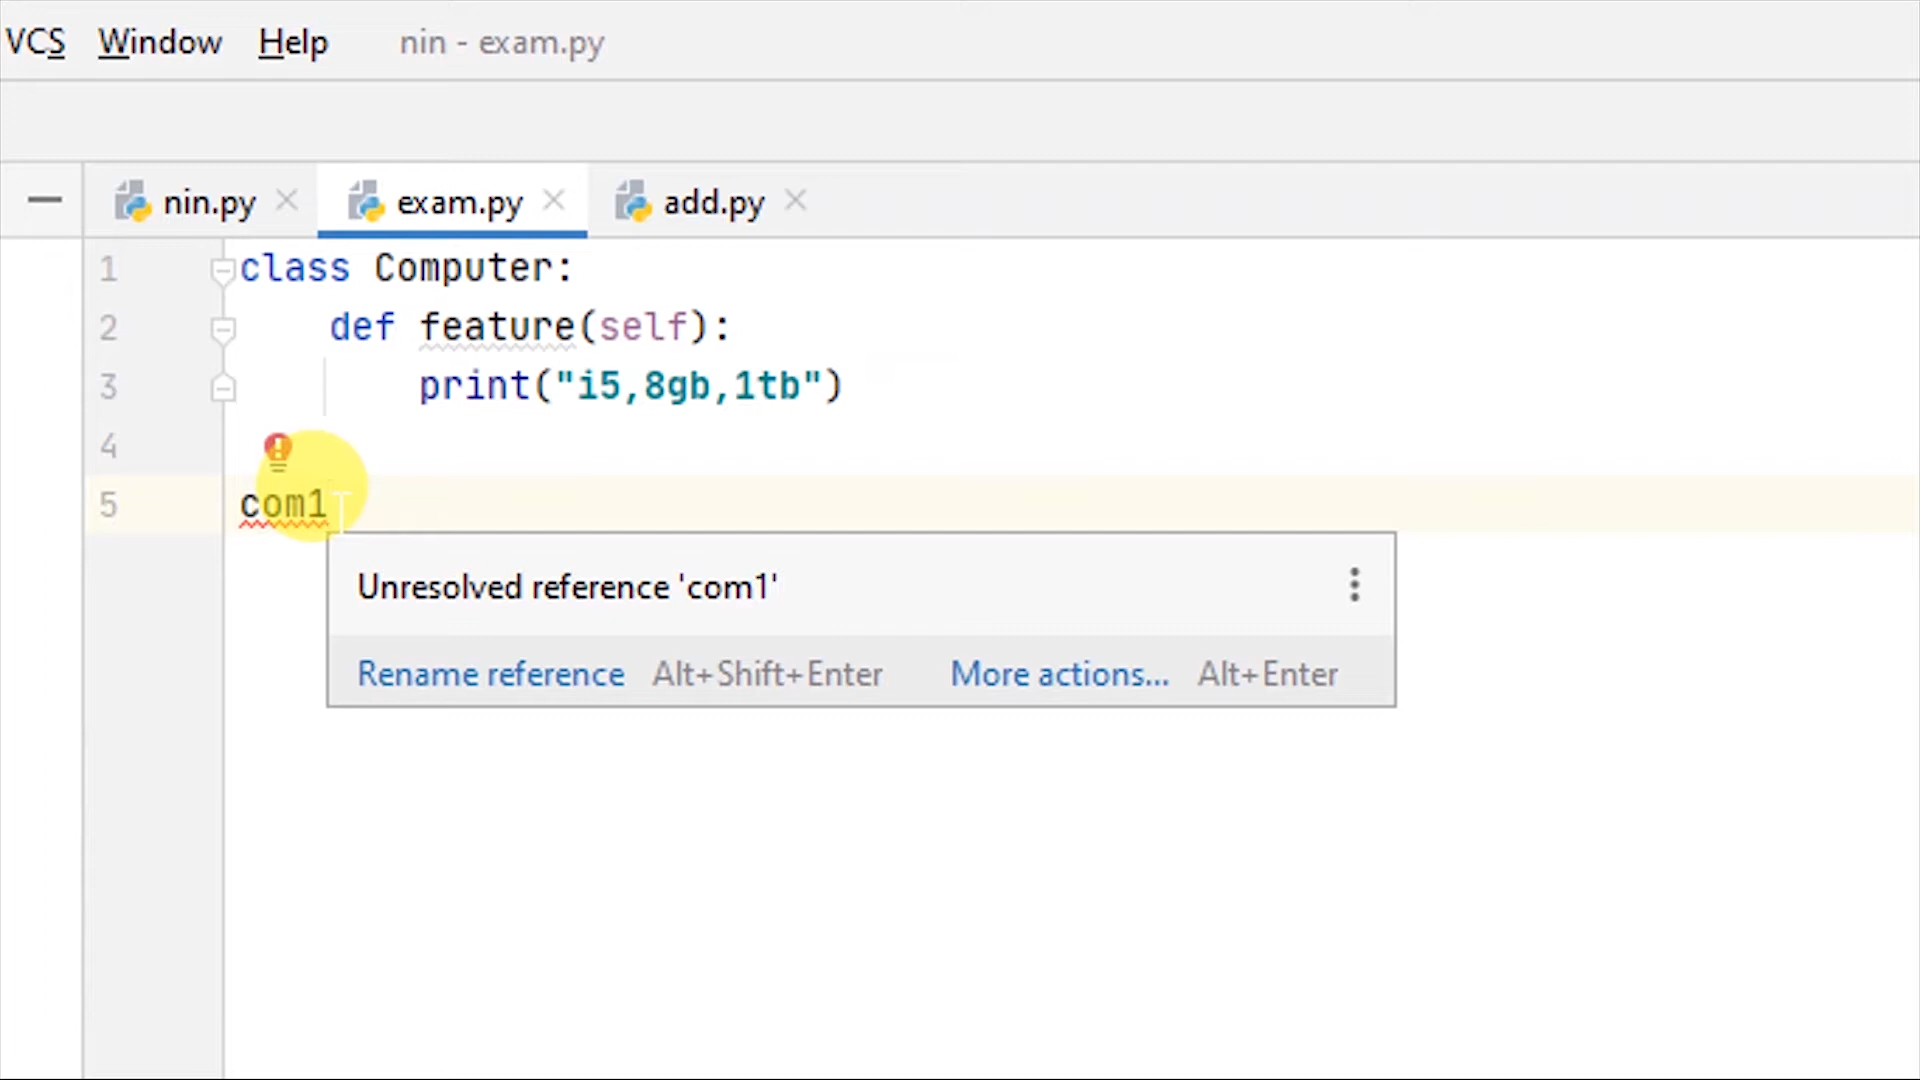 VCS Window Help nin - exam.py
nin.py exam.py add.py
1 class Computer:
2 def feature(self):
3 print("i5,8gb,1tb")
4
5 com1
Unresolved reference 'com1'
Rename reference Alt+Shift+Enter More actions... Alt+Enter